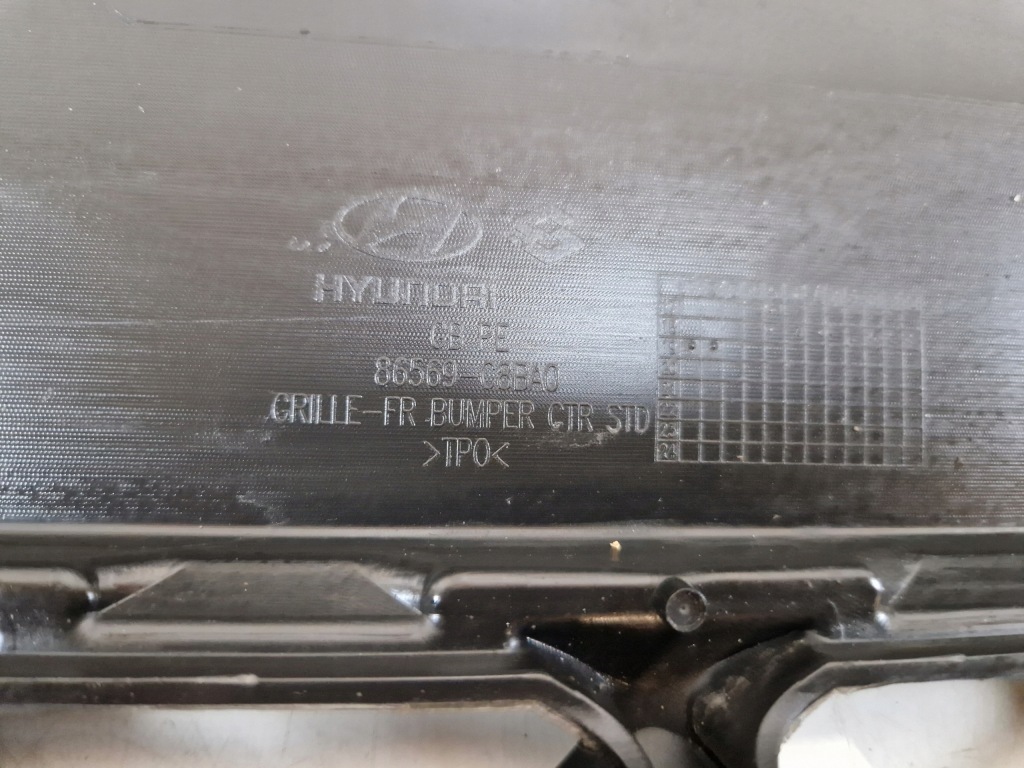 HYUNDAI
GB PE
86569-C8BA0
GRILLE-FR BUMPER CTR STD
>TPO<